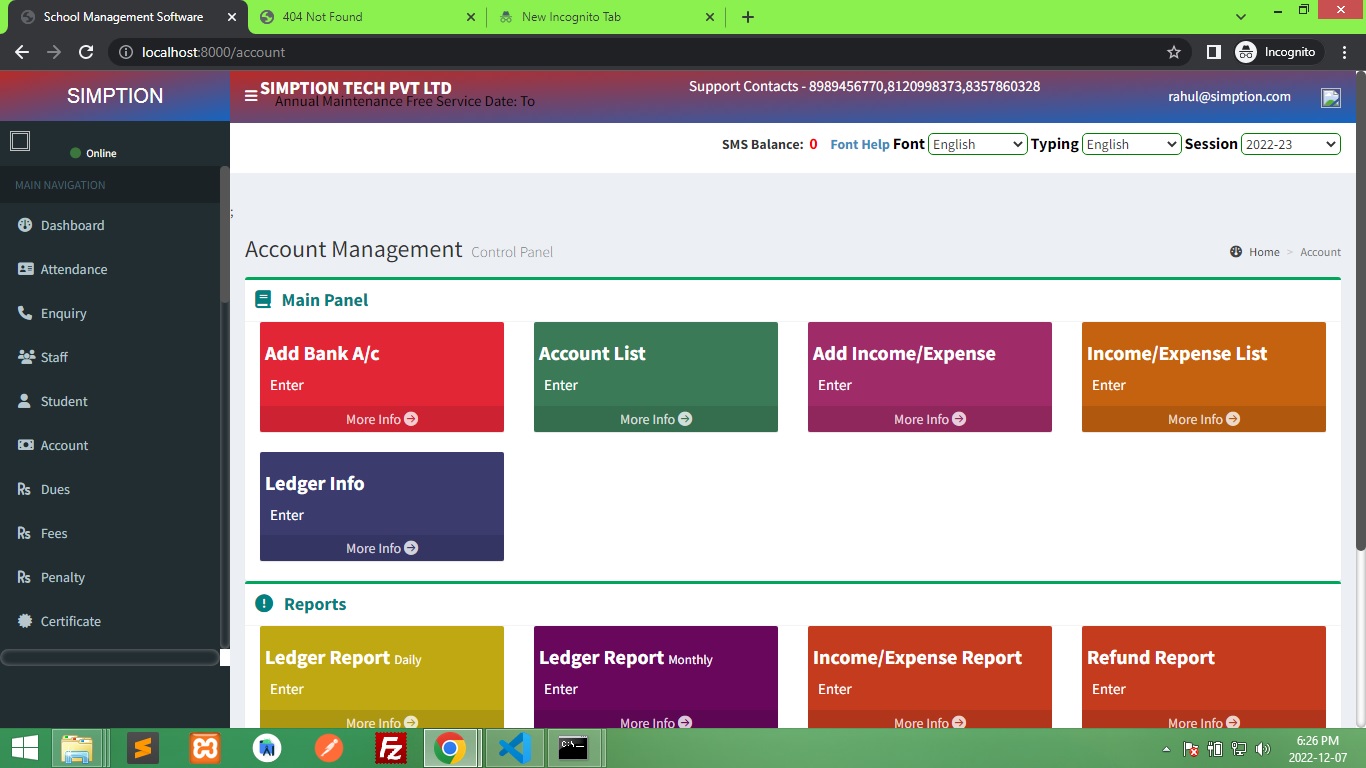 School Management Software
404 Not Found
New Incognito Tab
localhost:8000/account
Incognito
SIMPTION
SIMPTION TECH PVT LTD
Annual Maintenance Free Service Date: To
Support Contacts - 8989456770,8120998373,8357860328
rahul@simption.com
Online
SMS Balance: 0 Font Help Font English Typing English Session 2022-23
MAIN NAVIGATION
Dashboard
Attendance
Enquiry
Staff
Student
Account
Dues
Fees
Penalty
Certificate
;
Account Management Control Panel
Home > Account
Main Panel
Add Bank A/c
Enter
More Info
Account List
Enter
More Info
Add Income/Expense
Enter
More Info
Income/Expense List
Enter
More Info
Ledger Info
Enter
More Info
Reports
Ledger Report Daily
Enter
More Info
Ledger Report Monthly
Enter
More Info
Income/Expense Report
Enter
More Info
Refund Report
Enter
More Info
6:26 PM
2022-12-07